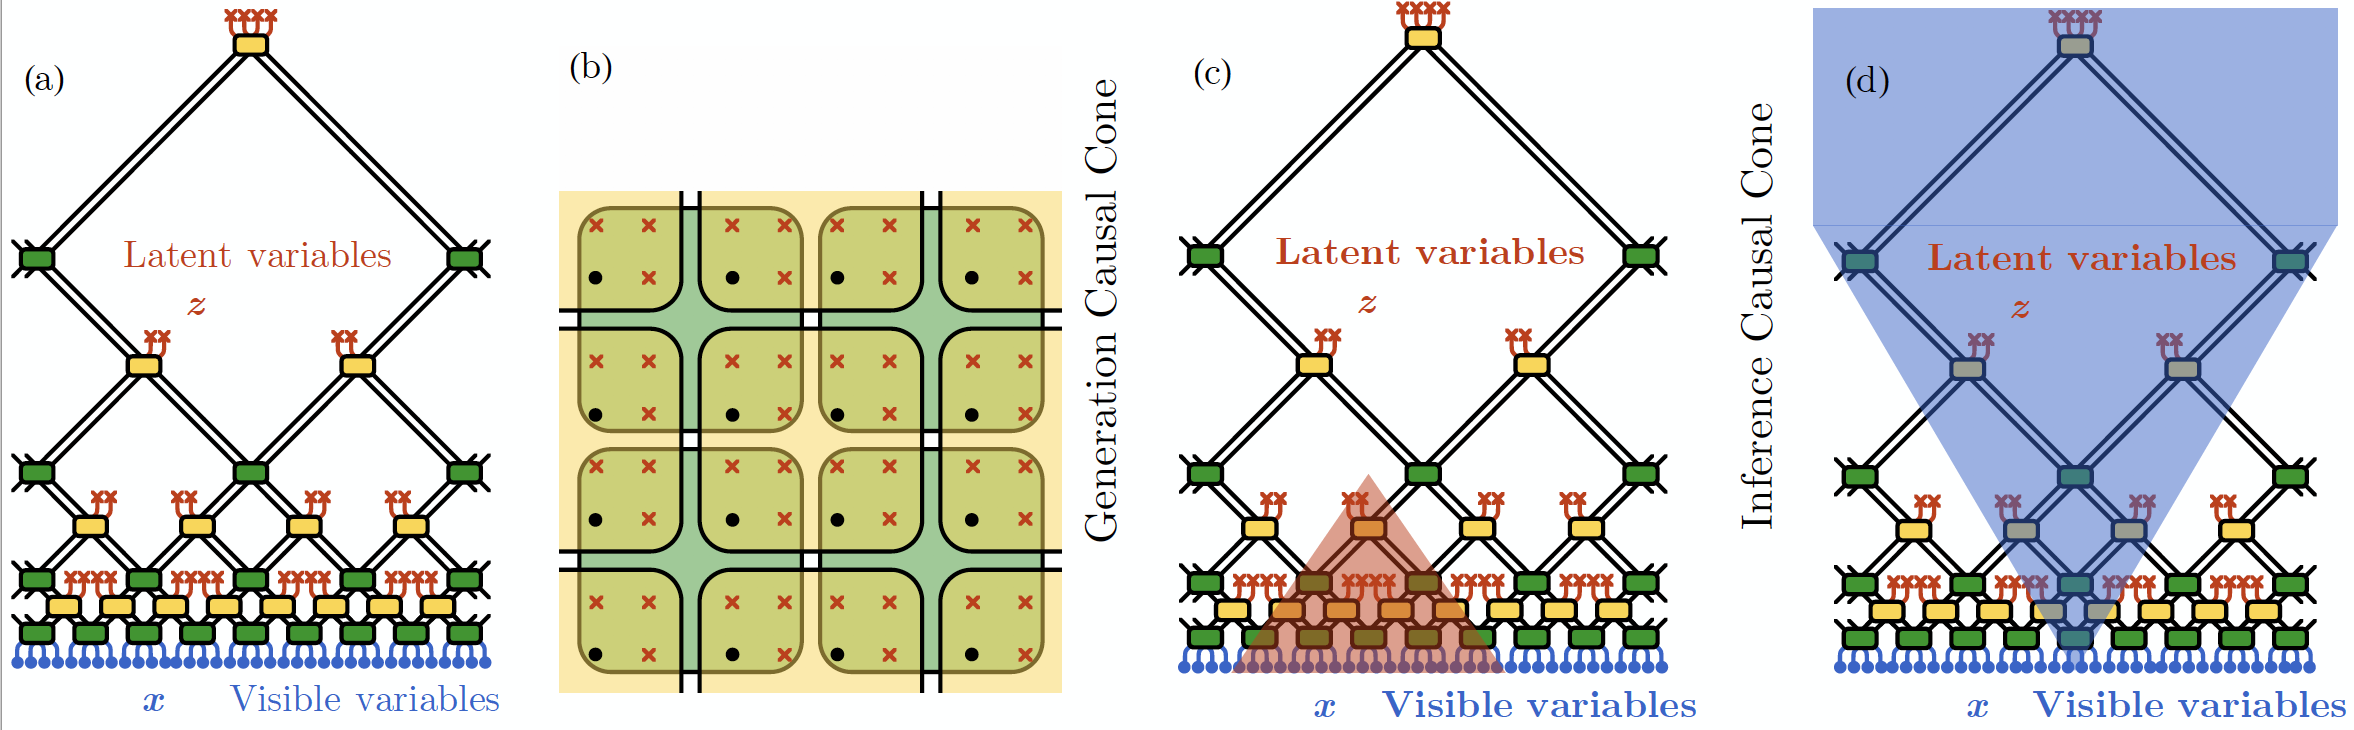 (a)
Latent variables
z
x Visible variables
(b)
Generation Causal Cone
(c)
Latent variables
z
x Visible variables
Inference Causal Cone
(d)
Latent variables
z
x Visible variables